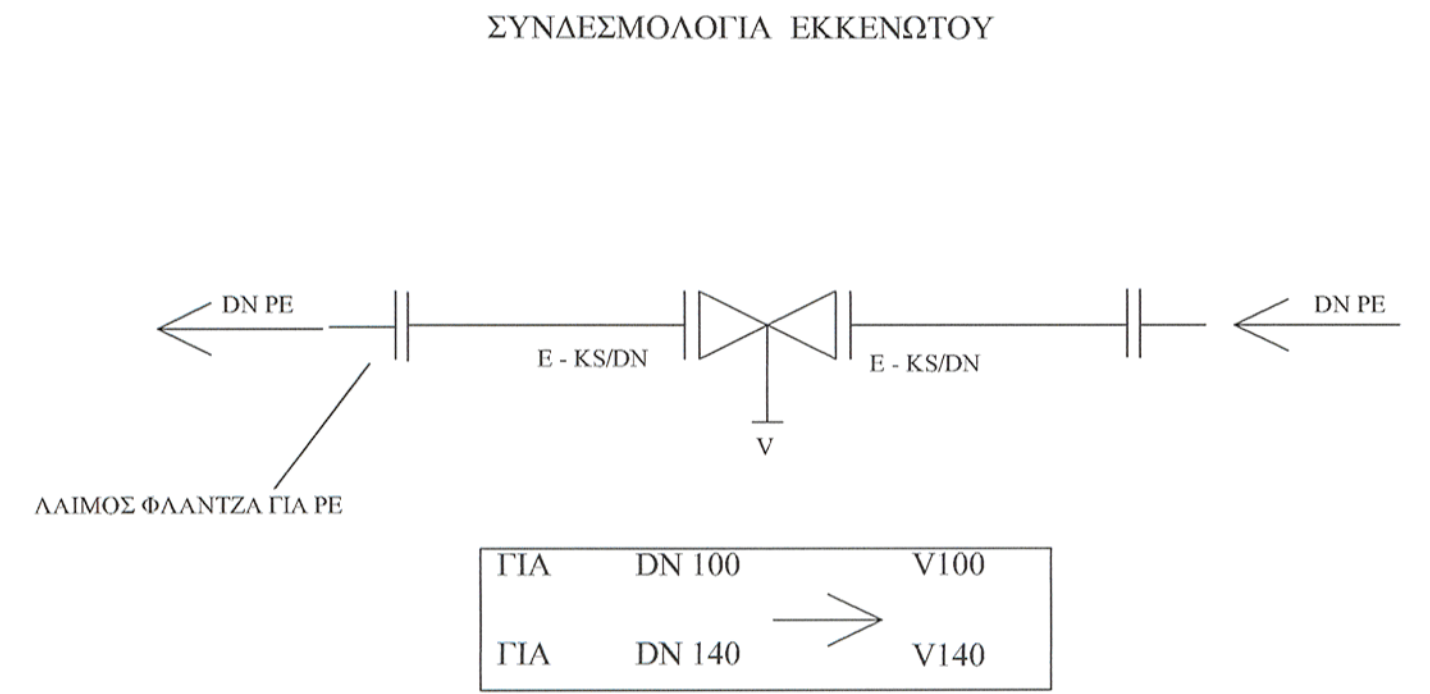 ΣΥΝΔΕΣΜΟΛΟΓΙΑ ΕΚΚΕΝΩΤΟΥ
DN PE
DN PE
E - KS/DN
E - KS/DN
V
ΛΑΙΜΟΣ ΦΛΑΝΤΖΑ ΓΙΑ PE
ΓΙΑ DN 100 V100
ΓΙΑ DN 140 V140